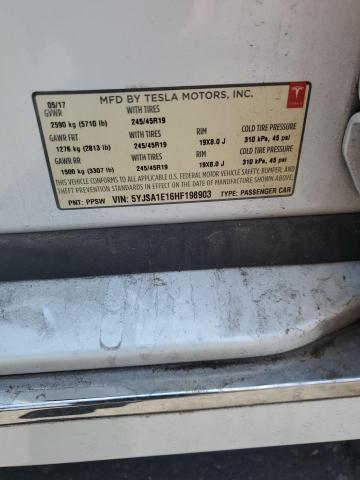 MFD BY TESLA MOTORS, INC.
05/17
GVWR WITH TIRES
2590 kg (5710 lb) 245/45R19
GAWR FRT WITH TIRES RIM COLD TIRE PRESSURE
1276 kg (2813 lb) 245/45R19 19X8.0 J 310 kPa, 45 psi
GAWR RR WITH TIRES RIM COLD TIRE PRESSURE
1500 kg (3307 lb) 245/45R19 19X8.0 J 310 kPa, 45 psi
THIS VEHICLE CONFORMS TO ALL APPLICABLE U.S. FEDERAL MOTOR VEHICLE SAFETY, BUMPER, AND
THEFT PREVENTION STANDARDS IN EFFECT ON THE DATE OF MANUFACTURE SHOWN ABOVE.
PNT: PPSW VIN: 5YJSA1E16HF198903 TYPE: PASSENGER CAR